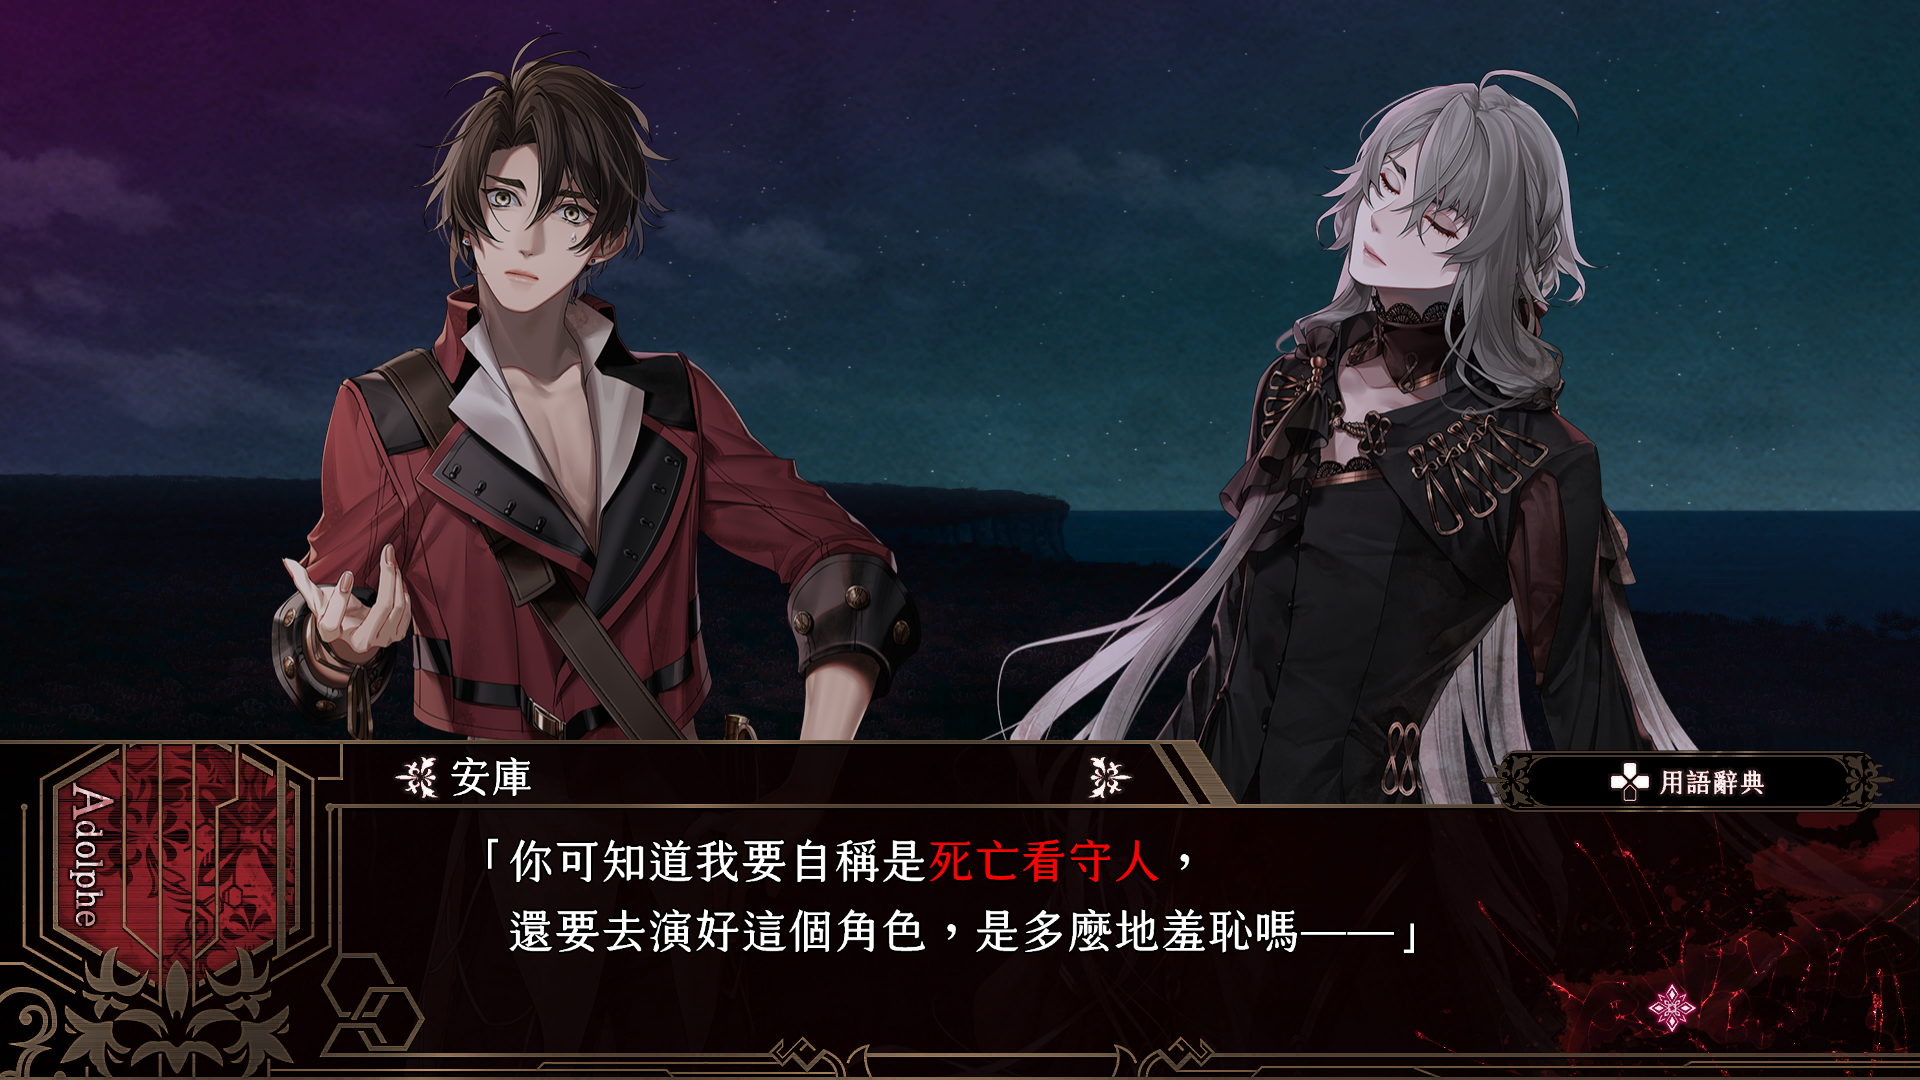 安庫
用語辭典
Adolphe
「你可知道我要自稱是死亡看守人，
還要去演好這個角色，是多麼地羞恥嗎——」